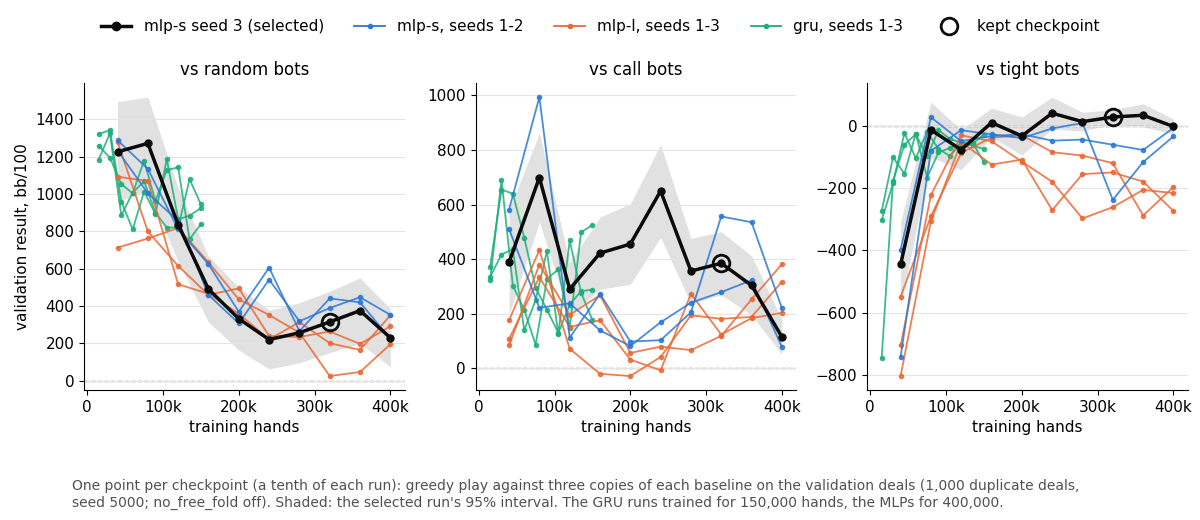 mlp-s seed 3 (selected) mlp-s, seeds 1-2 mlp-l, seeds 1-3 gru, seeds 1-3 kept checkpoint
vs random bots vs call bots vs tight bots
validation result, bb/100
1400
1200
1000
800
600
400
200
0
0 100k 200k 300k 400k
training hands
1000
800
600
400
200
0
0 100k 200k 300k 400k
training hands
0
−200
−400
−600
−800
0 100k 200k 300k 400k
training hands
One point per checkpoint (a tenth of each run): greedy play against three copies of each baseline on the validation deals (1,000 duplicate deals,
seed 5000; no_free_fold off). Shaded: the selected run's 95% interval. The GRU runs trained for 150,000 hands, the MLPs for 400,000.